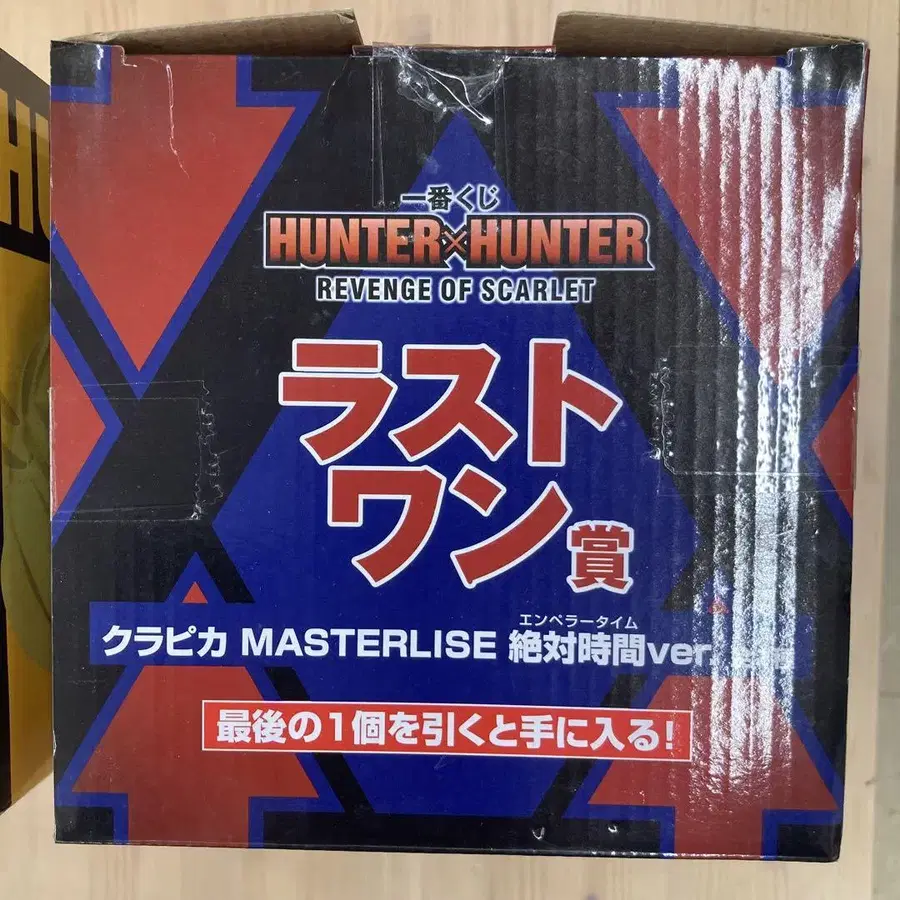 一番くじ
HUNTER×HUNTER
REVENGE OF SCARLET
ラスト
ワン賞
エンペラータイム
クラピカ MASTERLISE 絶対時間ver.
最後の1個を引くと手に入る!
HU